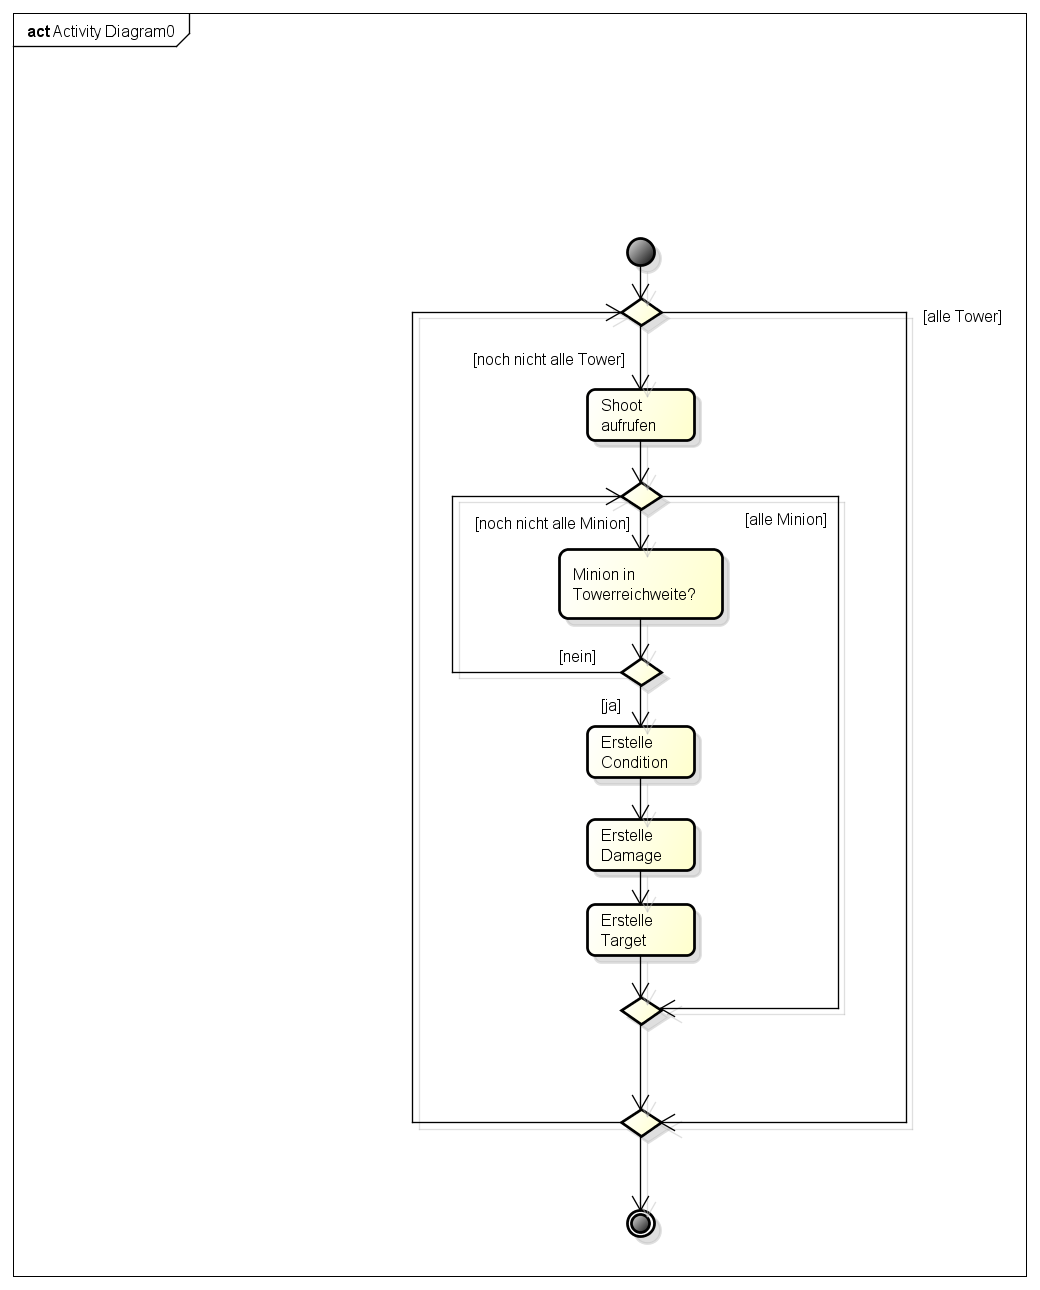 act Activity Diagram0
[alle Tower]
[noch nicht alle Tower]
Shoot
aufrufen
[noch nicht alle Minion]
[alle Minion]
Minion in
Towerreichweite?
[nein]
[ja]
Erstelle
Condition
Erstelle
Damage
Erstelle
Target